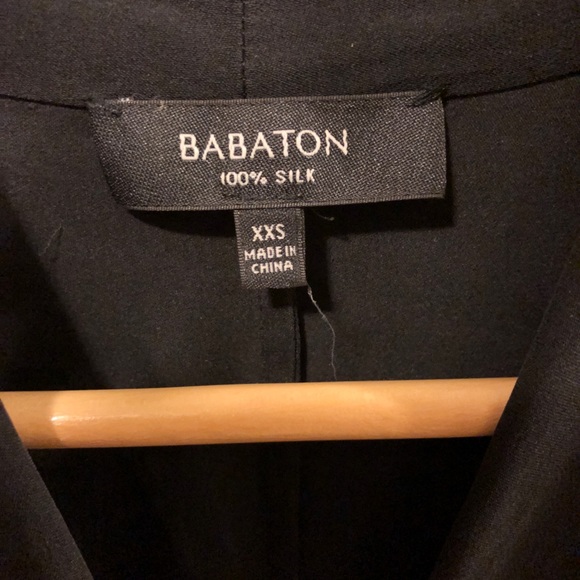 BABATON
100% SILK
XXS
MADE IN
CHINA